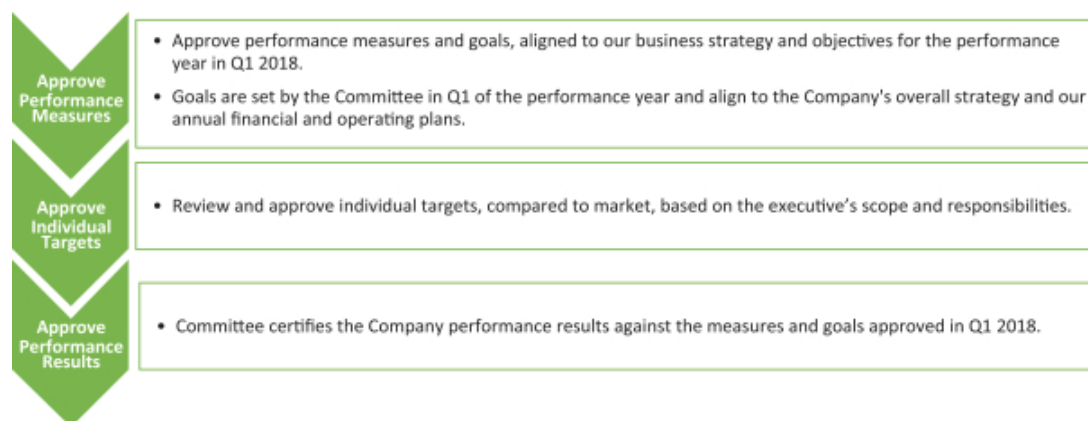 Approve
Performance
Measures
• Approve performance measures and goals, aligned to our business strategy and objectives for the performance
year in Q1 2018.
• Goals are set by the Committee in Q1 of the performance year and align to the Company's overall strategy and our
annual financial and operating plans.
Approve
Individual
Targets
• Review and approve individual targets, compared to market, based on the executive's scope and responsibilities.
Approve
Performance
Results
• Committee certifies the Company performance results against the measures and goals approved in Q1 2018.